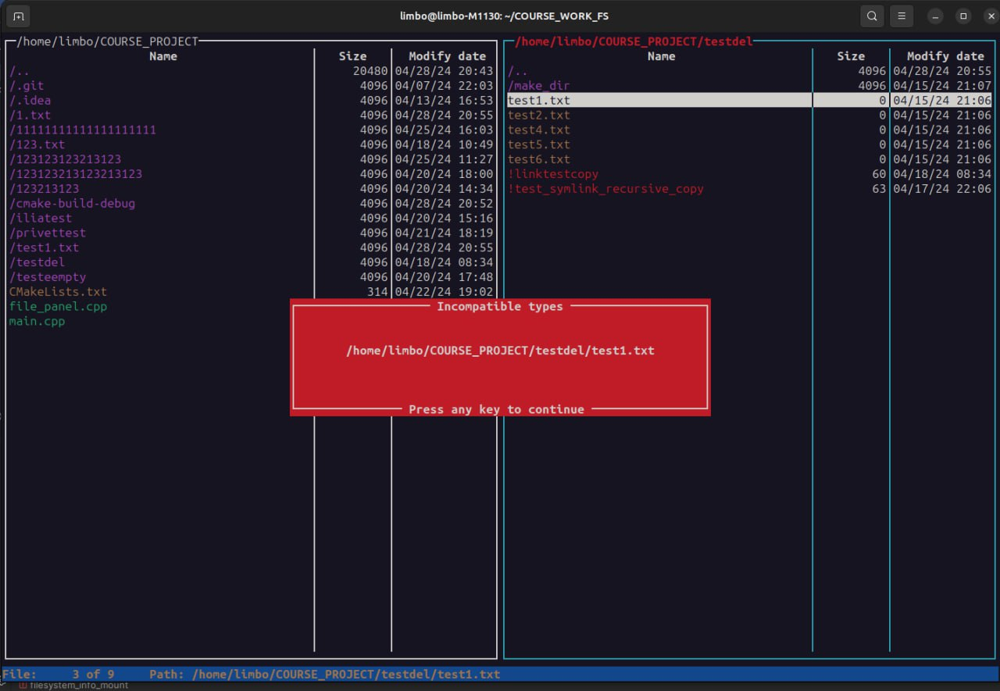 limbo@limbo-M1130: ~/COURSE_WORK_FS
/home/limbo/COURSE_PROJECT
Name Size Modify date
/.. 20480 04/28/24 20:43
/.git 4096 04/07/24 22:03
/.idea 4096 04/13/24 16:53
/1.txt 4096 04/28/24 20:55
/11111111111111111111 4096 04/25/24 16:03
/123.txt 4096 04/18/24 10:49
/123123123213123 4096 04/25/24 11:27
/123123213123213123 4096 04/20/24 18:00
/123213123 4096 04/20/24 14:34
/cmake-build-debug 4096 04/28/24 20:52
/iliatest 4096 04/20/24 15:16
/privettest 4096 04/21/24 18:19
/test1.txt 4096 04/28/24 20:55
/testdel 4096 04/18/24 08:34
/testeempty 4096 04/20/24 17:48
CMakeLists.txt 314 04/22/24 19:02
file_panel.cpp
main.cpp
/home/limbo/COURSE_PROJECT/testdel
Name Size Modify date
/.. 4096 04/28/24 20:55
/make_dir 4096 04/15/24 21:07
test1.txt 0 04/15/24 21:06
test2.txt 0 04/15/24 21:06
test4.txt 0 04/15/24 21:06
test5.txt 0 04/15/24 21:06
test6.txt 0 04/15/24 21:06
!linktestcopy 60 04/18/24 08:34
!test_symlink_recursive_copy 63 04/17/24 22:06
Incompatible types
/home/limbo/COURSE_PROJECT/testdel/test1.txt
Press any key to continue
File: 3 of 9 Path: /home/limbo/COURSE_PROJECT/testdel/test1.txt
filesystem_info_mount